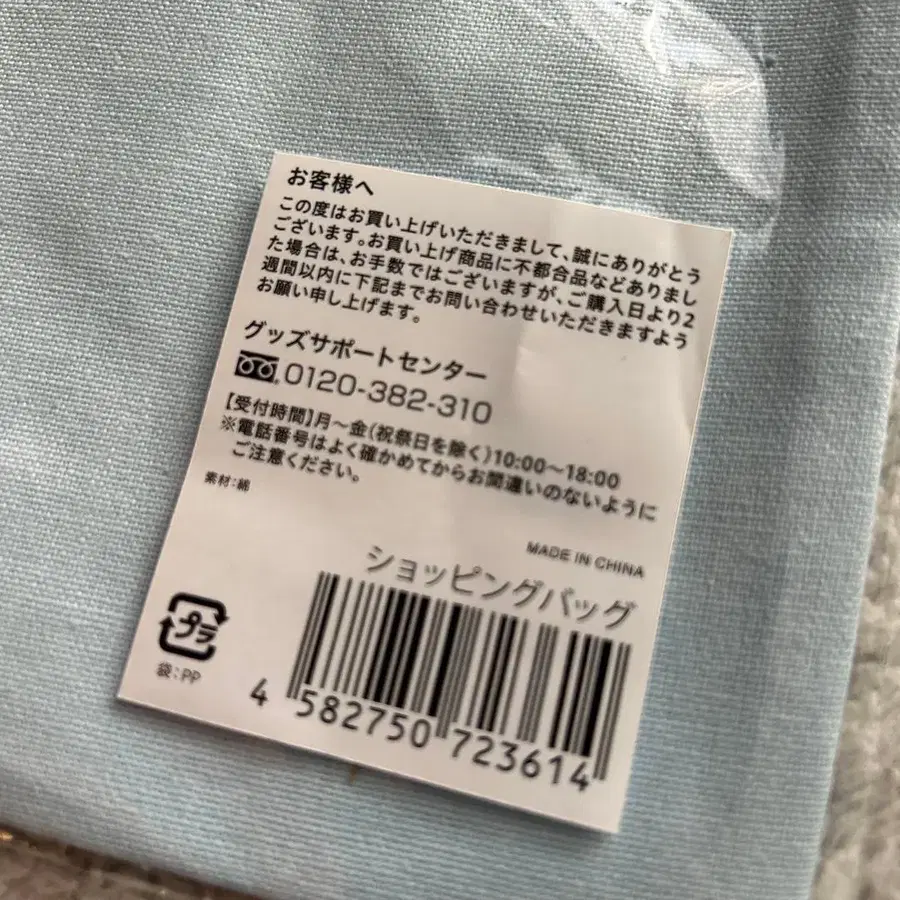 お客様へ
この度はお買い上げいただきまして、誠にありがとう
ございます。お買い上げ商品に不都合品などありまし
た場合は、お手数ではございますが、ご購入日より2
週間以内に下記までお問い合わせいただきますよう
お願い申し上げます。
グッズサポートセンター
0120-382-310
【受付時間】月～金(祝祭日を除く)10:00～18:00
※電話番号はよく確かめてからお間違いのないように
ご注意ください。
素材:綿
MADE IN CHINA
ショッピングバッグ
プラ
袋:PP
4 582750 723614